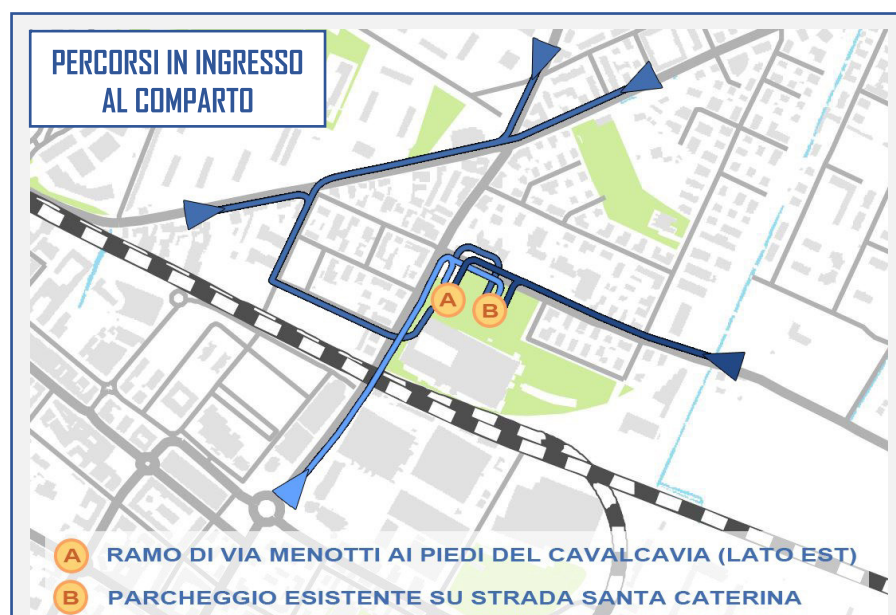 PERCORSI IN INGRESSO
AL COMPARTO
A
B
A RAMO DI VIA MENOTTI AI PIEDI DEL CAVALCAVIA (LATO EST)
B PARCHEGGIO ESISTENTE SU STRADA SANTA CATERINA